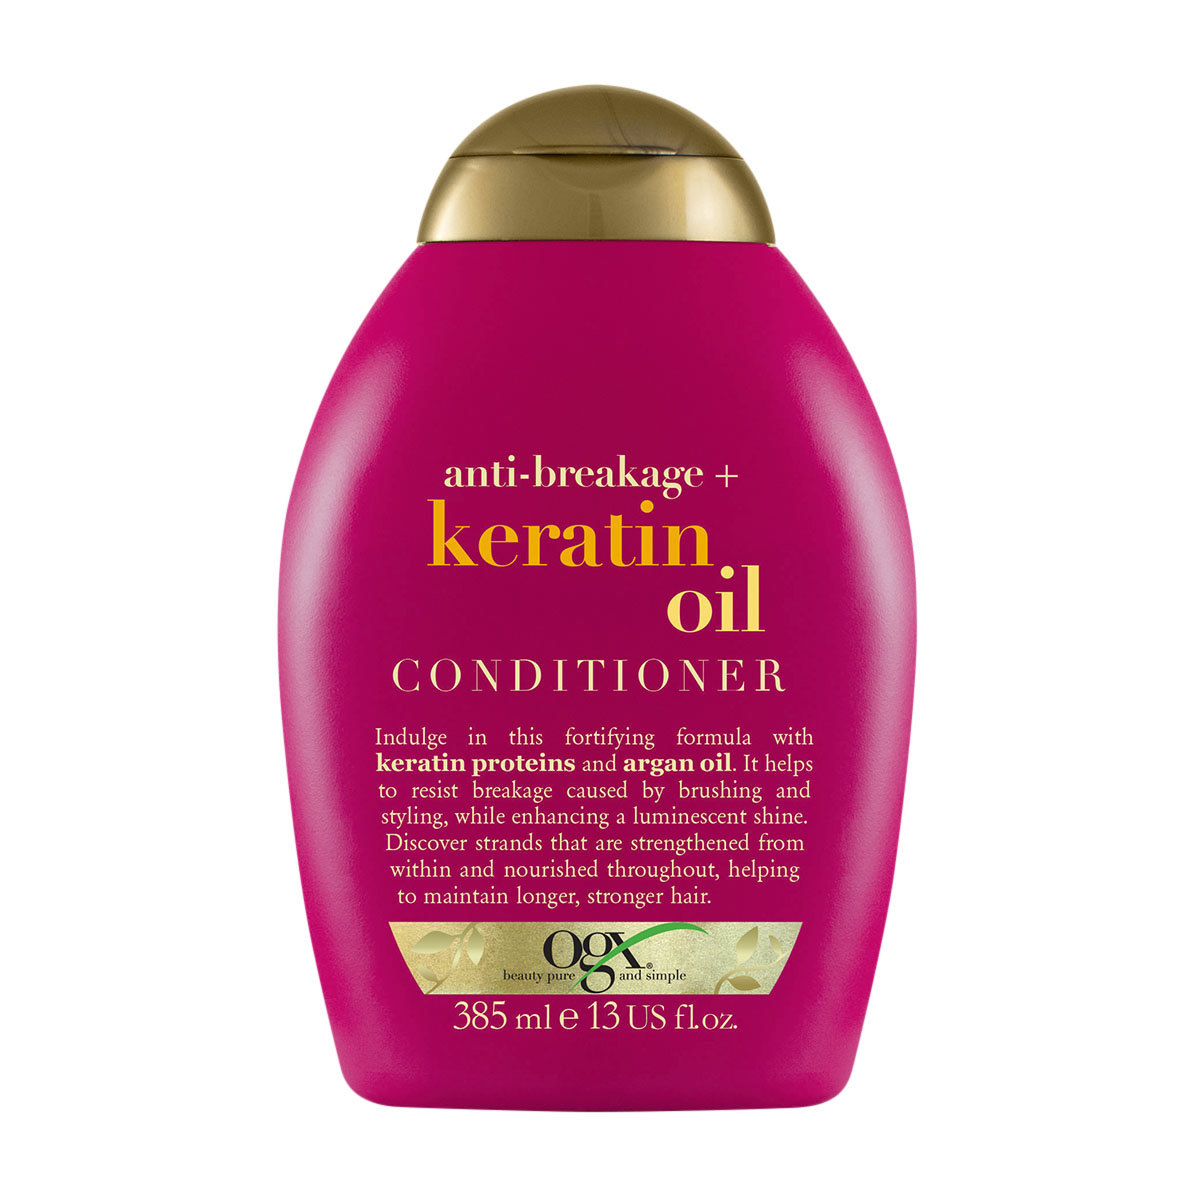 anti-breakage +
keratin
oil
CONDITIONER
Indulge in this fortifying formula with
keratin proteins and argan oil. It helps
to resist breakage caused by brushing and
styling, while enhancing a luminescent shine.
Discover strands that are strengthened from
within and nourished throughout, helping
to maintain longer, stronger hair.
ogx®
beauty pure and simple
385 ml e 13 US fl.oz.